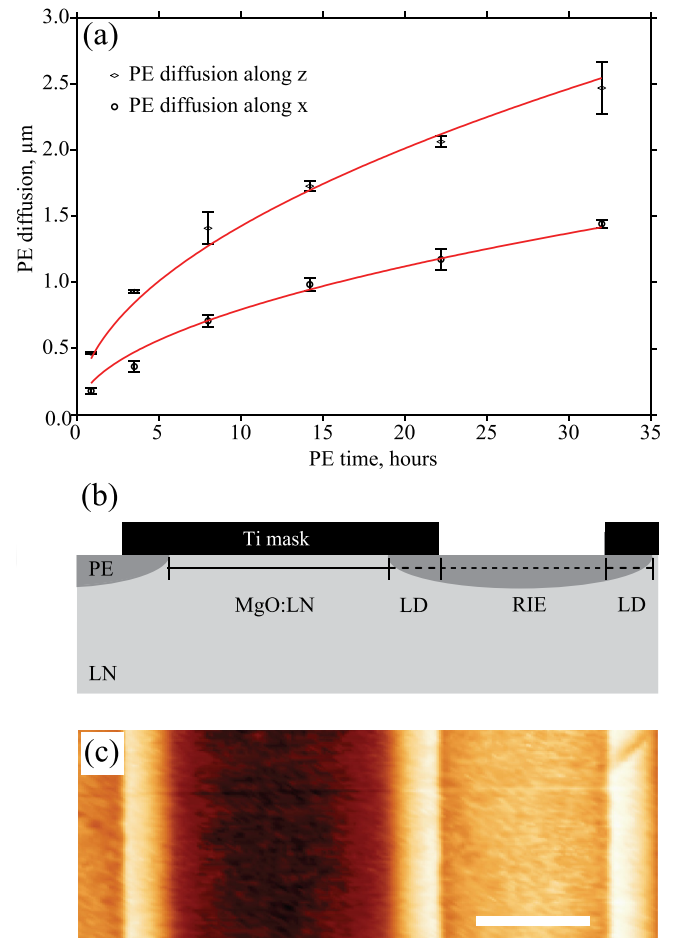 (a)
3.0
2.5
2.0
1.5
1.0
0.5
0.0
PE diffusion, μm
PE diffusion along z
PE diffusion along x
0 5 10 15 20 25 30 35
PE time, hours
(b)
Ti mask
PE
MgO:LN LD RIE LD
LN
(c)